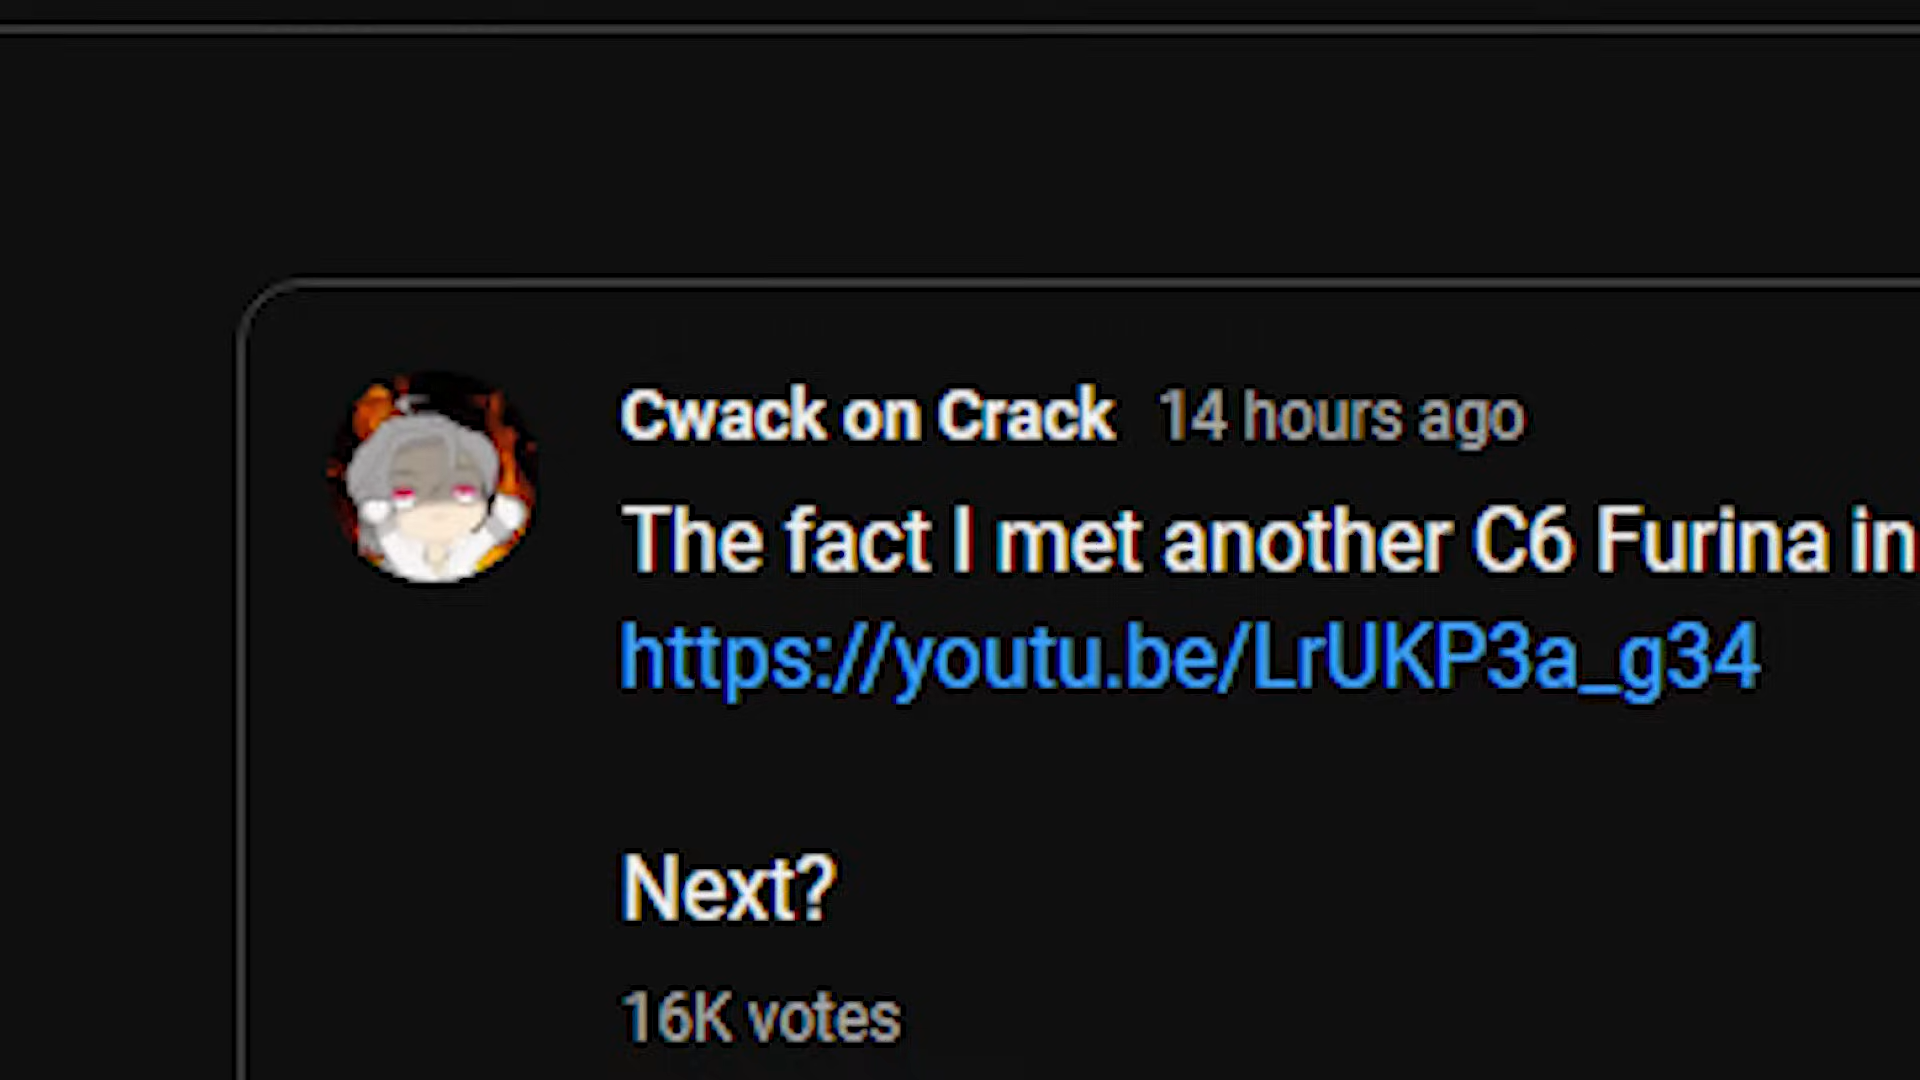 Cwack on Crack 14 hours ago
The fact I met another C6 Furina in
https://youtu.be/LrUKP3a_g34
Next?
16K votes